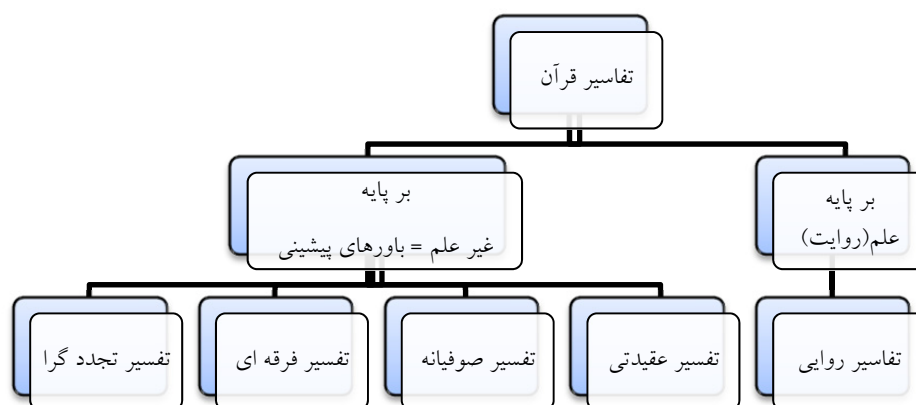 تفاسیر قرآن
بر پایه
علم(روایت)
بر پایه
غیر علم = باورهای پیشینی
تفاسیر روایی
تفسیر عقیدتی
تفسیر صوفیانه
تفسیر فرقه ای
تفسیر تجدد گرا